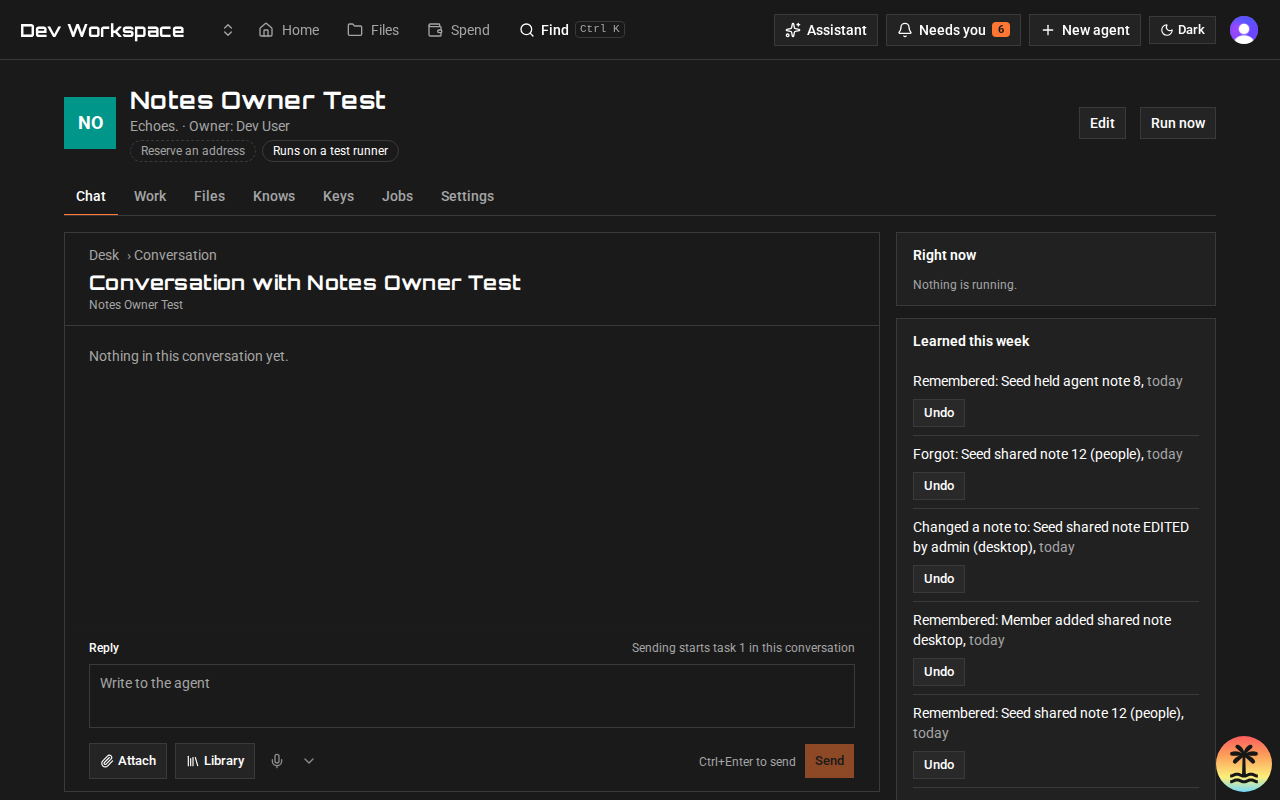 Dev Workspace
Home
Files
Spend
Find Ctrl K
Assistant
Needs you 6
New agent
Dark
NO
Notes Owner Test
Echoes. · Owner: Dev User
Reserve an address
Runs on a test runner
Edit
Run now
Chat
Work
Files
Knows
Keys
Jobs
Settings
Desk › Conversation
Conversation with Notes Owner Test
Notes Owner Test
Nothing in this conversation yet.
Reply
Sending starts task 1 in this conversation
Write to the agent
Attach
Library
Ctrl+Enter to send
Send
Right now
Nothing is running.
Learned this week
Remembered: Seed held agent note 8, today
Undo
Forgot: Seed shared note 12 (people), today
Undo
Changed a note to: Seed shared note EDITED
by admin (desktop), today
Undo
Remembered: Member added shared note
desktop, today
Undo
Remembered: Seed shared note 12 (people),
today
Undo